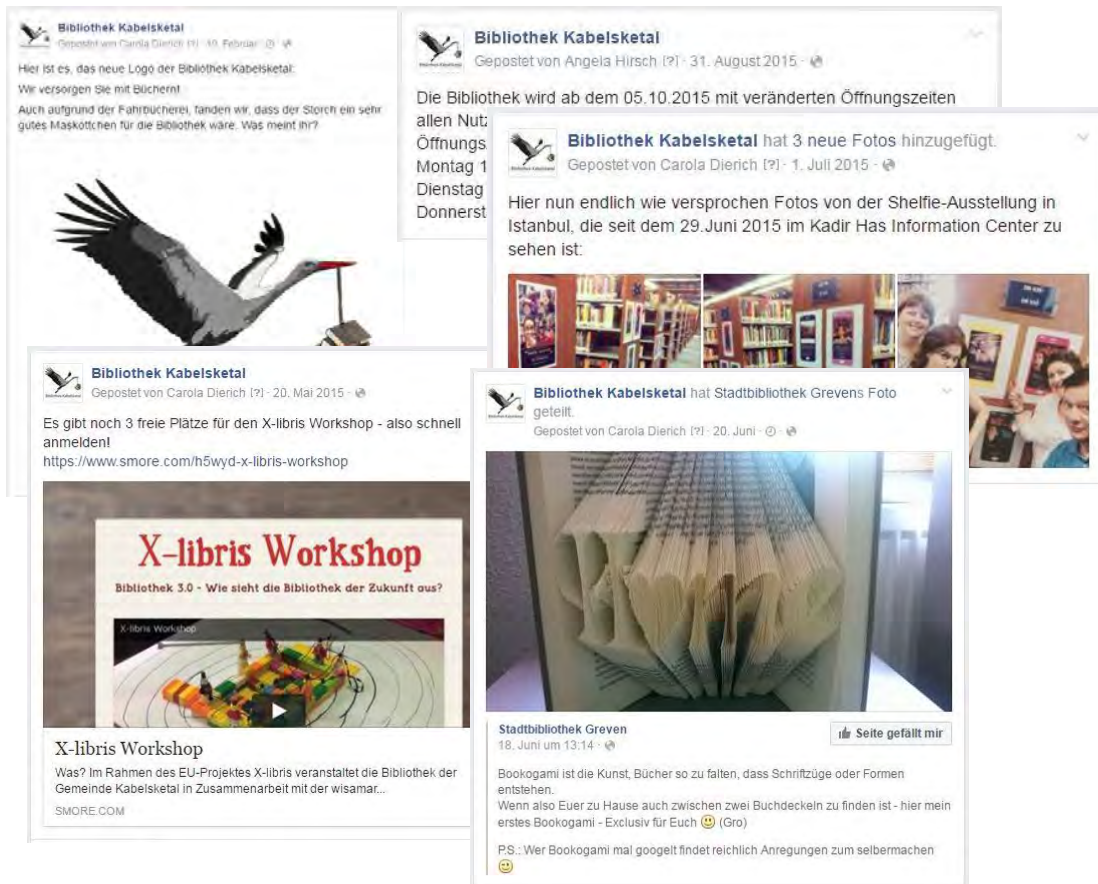 Bibliothek Kabelsketal
Gepostet von Carola Dierich [?] · 19. Februar ·
Hier ist es, das neue Logo der Bibliothek Kabelsketal:
Wir versorgen Sie mit Büchern!
Auch aufgrund der Fahrbücherei, fanden wir, dass der Storch ein sehr
gutes Maskottchen für die Bibliothek wäre. Was meint ihr?
Bibliothek Kabelsketal
Gepostet von Angela Hirsch [?] · 31. August 2015 ·
Die Bibliothek wird ab dem 05.10.2015 mit veränderten Öffnungszeiten
allen Nutz
Öffnungs
Montag 1
Dienstag
Donnerst
Bibliothek Kabelsketal hat 3 neue Fotos hinzugefügt.
Gepostet von Carola Dierich [?] · 1. Juli 2015 ·
Hier nun endlich wie versprochen Fotos von der Shelfie-Ausstellung in
Istanbul, die seit dem 29.Juni 2015 im Kadir Has Information Center zu
sehen ist:
Bibliothek Kabelsketal
Gepostet von Carola Dierich [?] · 20. Mai 2015 ·
Es gibt noch 3 freie Plätze für den X-libris Workshop - also schnell
anmelden!
https://www.smore.com/h5wyd-x-libris-workshop
X-libris Workshop
Bibliothek 3.0 - Wie sieht die Bibliothek der Zukunft aus?
X-libris Workshop
X-libris Workshop
Was? Im Rahmen des EU-Projektes X-libris veranstaltet die Bibliothek der
Gemeinde Kabelsketal in Zusammenarbeit mit der wisamar...
SMORE.COM
Bibliothek Kabelsketal hat Stadtbibliothek Grevens Foto
geteilt.
Gepostet von Carola Dierich [?] · 20. Juni ·
Stadtbibliothek Greven
18. Juni um 13:14 ·
Seite gefällt mir
Bookogami ist die Kunst, Bücher so zu falten, dass Schriftzüge oder Formen
entstehen.
Wenn also Euer zu Hause auch zwischen zwei Buchdeckeln zu finden ist - hier mein
erstes Bookogami - Exclusiv für Euch 🙂 (Gro)
P.S.: Wer Bookogami mal googelt findet reichlich Anregungen zum selbermachen
😉